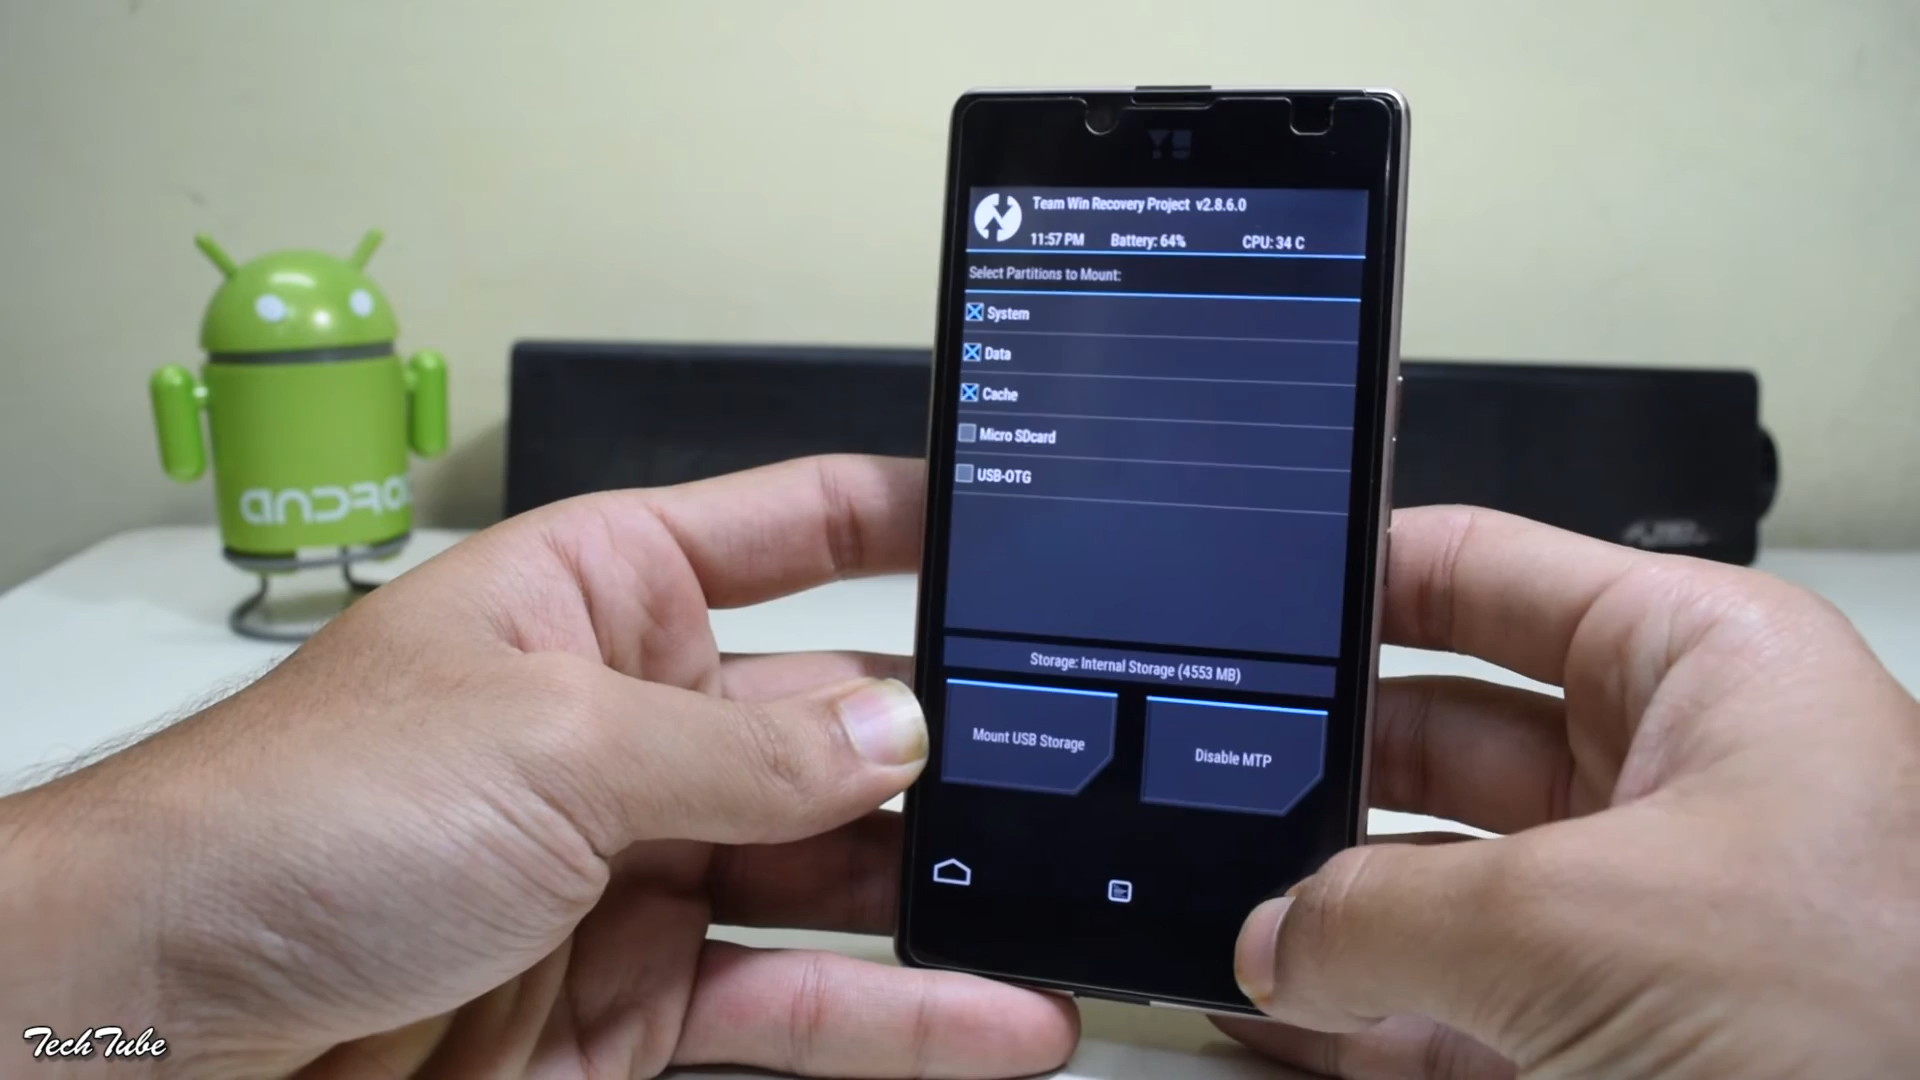 YU
Team Win Recovery Project v2.8.6.0
11:57 PM Battery: 64% CPU: 34 C
Select Partitions to Mount:
System
Data
Cache
Micro SDcard
USB-OTG
Storage: Internal Storage (4553 MB)
Mount USB Storage
Disable MTP
TechTube